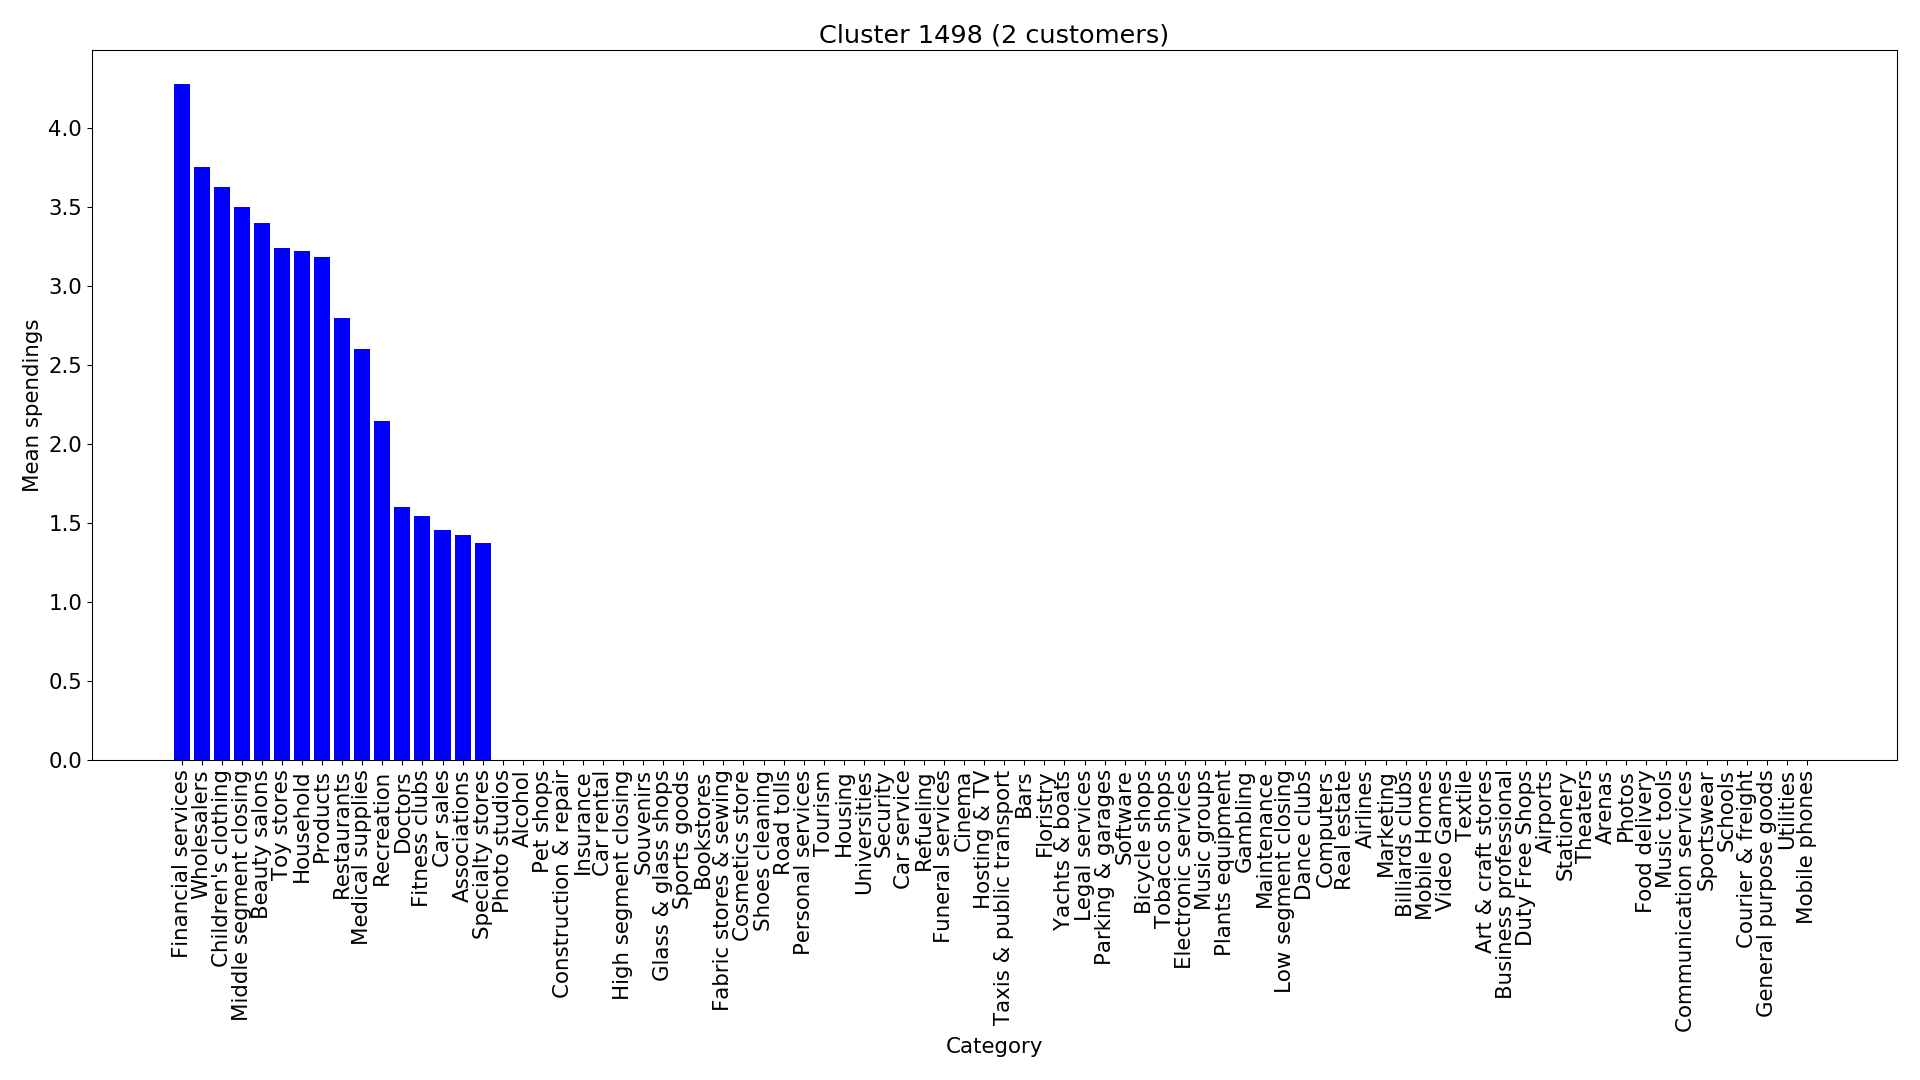 Cluster 1498 (2 customers)
Mean spendings
4.0
3.5
3.0
2.5
2.0
1.5
1.0
0.5
0.0
Financial services
Wholesalers
Children's clothing
Middle segment closing
Beauty salons
Toy stores
Household
Products
Restaurants
Medical supplies
Recreation
Doctors
Fitness clubs
Car sales
Associations
Specialty stores
Photo studios
Alcohol
Pet shops
Construction & repair
Insurance
Car rental
High segment closing
Souvenirs
Glass & glass shops
Sports goods
Bookstores
Fabric stores & sewing
Cosmetics store
Shoes cleaning
Road tolls
Personal services
Tourism
Housing
Universities
Security
Car service
Refueling
Funeral services
Cinema
Hosting & TV
Taxis & public transport
Bars
Floristry
Yachts & boats
Legal services
Parking & garages
Software
Bicycle shops
Tobacco shops
Electronic services
Music groups
Plants equipment
Gambling
Maintenance
Low segment closing
Dance clubs
Computers
Real estate
Airlines
Marketing
Billiards clubs
Mobile Homes
Video Games
Textile
Art & craft stores
Business professional
Duty Free Shops
Airports
Stationery
Theaters
Arenas
Photos
Food delivery
Music tools
Communication services
Sportswear
Schools
Courier & freight
General purpose goods
Utilities
Mobile phones
Category